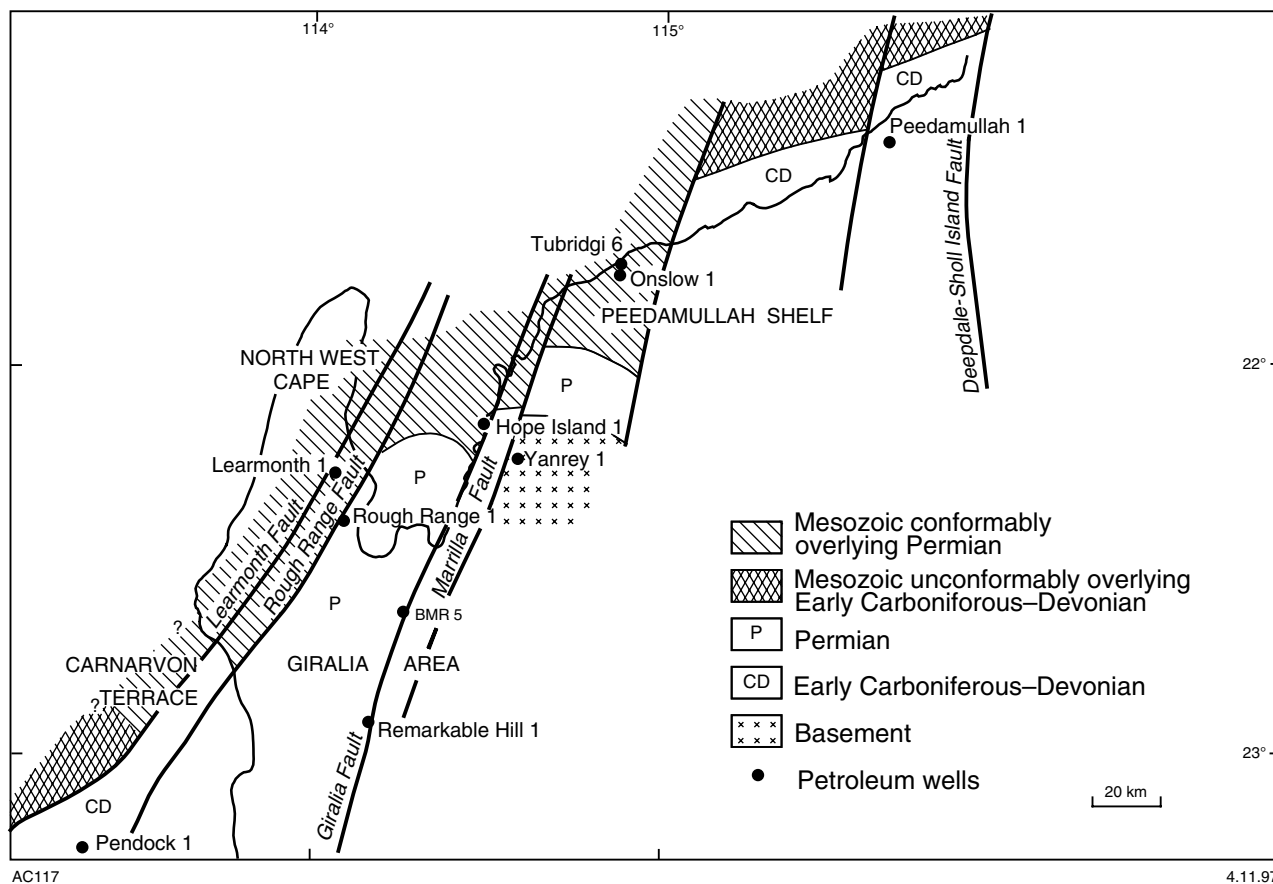 114°
115°
CD
Peedamullah 1
CD
Deepdale- Sholl Island Fault
Tubridgi 6
Onslow 1
PEEDAMULLAH SHELF
NORTH WEST
CAPE
22°
P
Hope Island 1
Yanrey 1
Learmonth 1
P
Rough Range 1
Learmonth Fault
Rough Range Fault
Marrilla Fault
P
BMR 5
?
CARNARVON
TERRACE
?
GIRALIA AREA
Remarkable Hill 1
Giralia Fault
23°
CD
Pendock 1
Mesozoic conformably
overlying Permian
Mesozoic unconformably overlying
Early Carboniforous–Devonian
P
Permian
CD
Early Carboniferous–Devonian
Basement
Petroleum wells
20 km
AC117
4.11.97